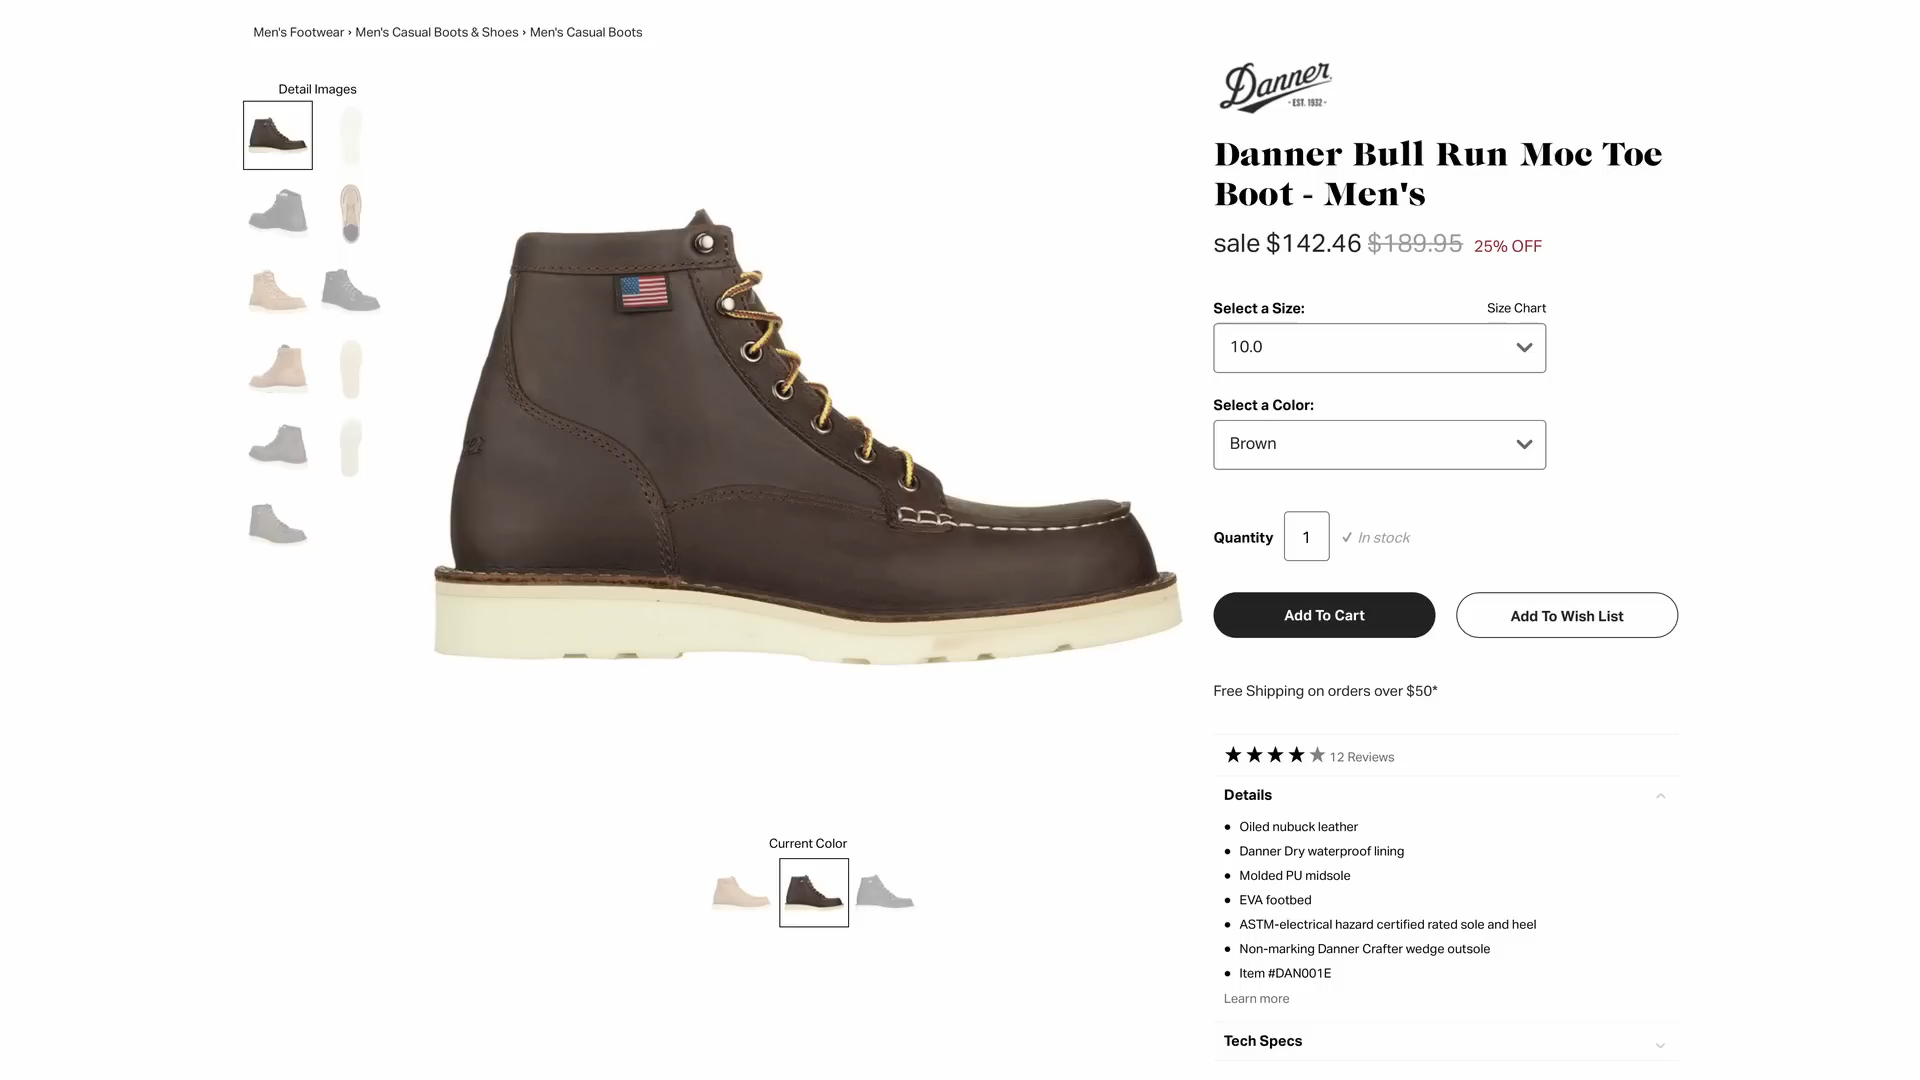 Men's Footwear › Men's Casual Boots & Shoes › Men's Casual Boots
Detail Images
Danner
- EST. 1932 -
Danner Bull Run Moc Toe
Boot - Men's
sale $142.46 $189.95 25% OFF
Select a Size:
Size Chart
10.0
Select a Color:
Brown
Quantity 1 ✓ In stock
Add To Cart
Add To Wish List
Free Shipping on orders over $50*
12 Reviews
Details
• Oiled nubuck leather
• Danner Dry waterproof lining
• Molded PU midsole
• EVA footbed
• ASTM-electrical hazard certified rated sole and heel
• Non-marking Danner Crafter wedge outsole
• Item #DAN001E
Learn more
Tech Specs
Current Color